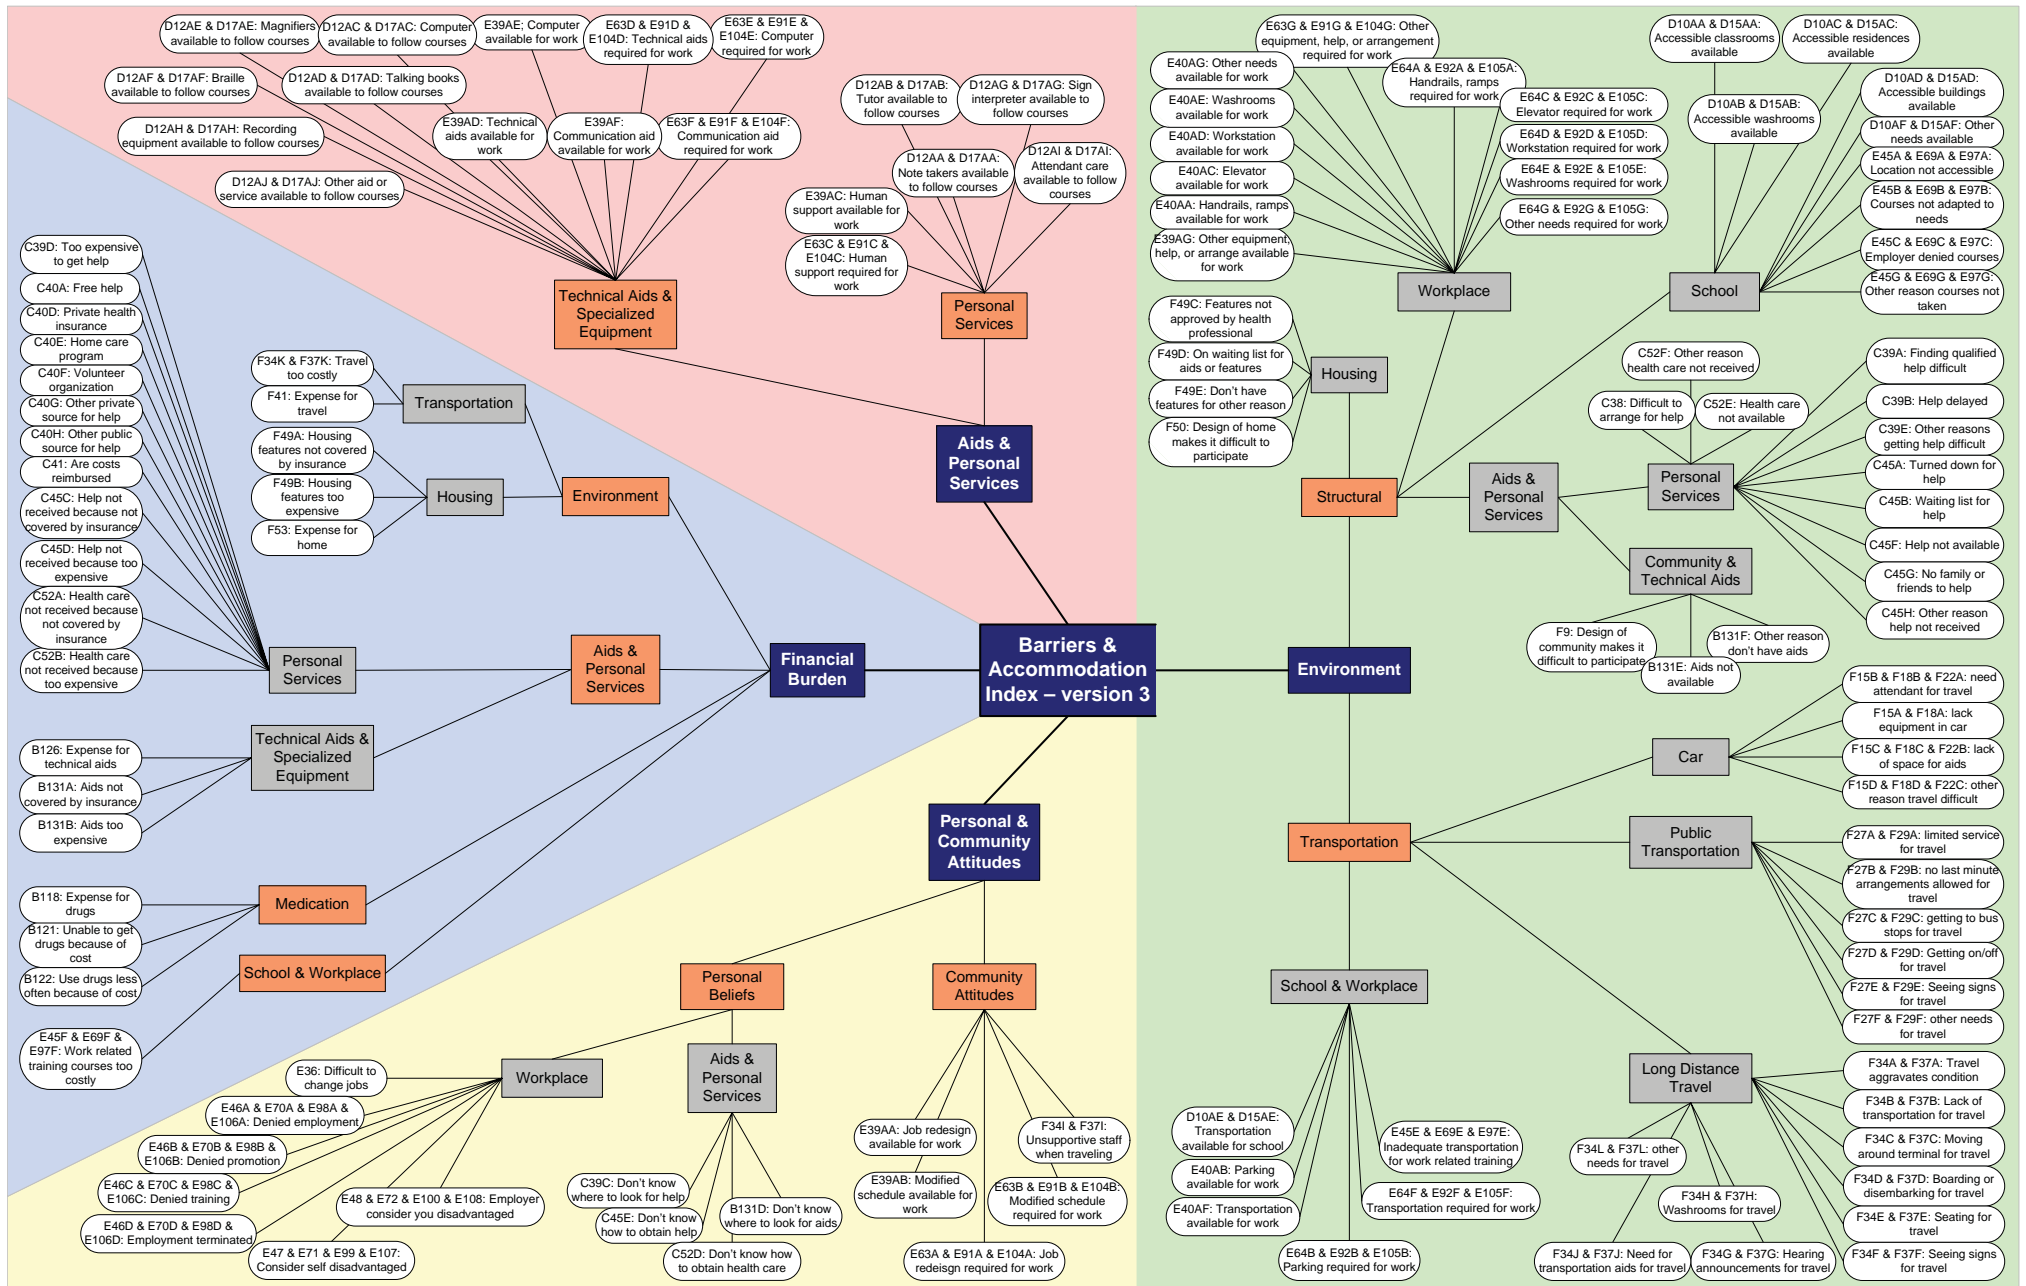 D12AE & D17AE: Magnifiers
available to follow courses
D12AC & D17AC: Computer
available to follow courses
E39AE; Computer
available for work
E63D & E91D &
E104D: Technical aids
required for work
E63E & E91E &
E104E: Computer
required for work
D12AF & D17AF: Braille
available to follow courses
D12AD & D17AD: Talking books
available to follow courses
D12AH & D17AH: Recording
equipment available to follow courses
E39AD: Technical
aids available for
work
E39AF:
Communication aid
available for work
E63F & E91F & E104F:
Communication aid
required for work
D12AJ & D17AJ: Other aid or
service available to follow courses
Technical Aids &
Specialized
Equipment
D12AB & D17AB:
Tutor available to
follow courses
D12AG & D17AG: Sign
interpreter available to
follow courses
D12AA & D17AA:
Note takers available
to follow courses
D12AI & D17AI:
Attendant care
available to follow
courses
E39AC: Human
support available for
work
E63C & E91C &
E104C: Human
support required for
work
Personal
Services
Aids &
Personal
Services
E63G & E91G & E104G: Other
equipment, help, or arrangement
required for work
E40AG: Other needs
available for work
E64A & E92A & E105A:
Handrails, ramps
required for work
E40AE: Washrooms
available for work
E64C & E92C & E105C:
Elevator required for work
E40AD: Workstation
available for work
E64D & E92D & E105D:
Workstation required for work
E40AC: Elevator
available for work
E64E & E92E & E105E:
Washrooms required for work
E40AA: Handrails, ramps
available for work
E64G & E92G & E105G:
Other needs required for work
E39AG: Other equipment,
help, or arrange available
for work
Workplace
D10AA & D15AA:
Accessible classrooms
available
D10AC & D15AC:
Accessible residences
available
D10AB & D15AB:
Accessible washrooms
available
D10AD & D15AD:
Accessible buildings
available
D10AF & D15AF: Other
needs available
E45A & E69A & E97A:
Location not accessible
E45B & E69B & E97B:
Courses not adapted to
needs
E45C & E69C & E97C:
Employer denied courses
E45G & E69G & E97G:
Other reason courses not
taken
School
F49C: Features not
approved by health
professional
F49D: On waiting list for
aids or features
F49E: Don't have
features for other reason
F50: Design of home
makes it difficult to
participate
Housing
Structural
Aids &
Personal
Services
C52F: Other reason
health care not received
C38: Difficult to
arrange for help
C52E: Health care
not available
Personal
Services
C39A: Finding qualified
help difficult
C39B: Help delayed
C39E: Other reasons
getting help difficult
C45A: Turned down for
help
C45B: Waiting list for
help
C45F: Help not available
C45G: No family or
friends to help
C45H: Other reason
help not received
Community &
Technical Aids
F9: Design of
community makes it
difficult to participate
B131E: Aids not
available
B131F: Other reason
don't have aids
C39D: Too expensive
to get help
C40A: Free help
C40D: Private health
insurance
C40E: Home care
program
C40F: Volunteer
organization
C40G: Other private
source for help
C40H: Other public
source for help
C41: Are costs
reimbursed
C45C: Help not
received because not
covered by insurance
C45D: Help not
received because too
expensive
C52A: Health care
not received because
not covered by
insurance
C52B: Health care
not received because
too expensive
Personal
Services
F34K & F37K: Travel
too costly
F41: Expense for
travel
Transportation
F49A: Housing
features not covered
by insurance
F49B: Housing
features too
expensive
F53: Expense for
home
Housing
Environment
Aids &
Personal
Services
Financial
Burden
Barriers &
Accommodation
Index – version 3
Environment
B126: Expense for
technical aids
B131A: Aids not
covered by insurance
B131B: Aids too
expensive
Technical Aids &
Specialized
Equipment
B118: Expense for
drugs
B121: Unable to get
drugs because of
cost
B122: Use drugs less
often because of cost
Medication
School & Workplace
E45F & E69F &
E97F: Work related
training courses too
costly
Personal &
Community
Attitudes
Personal
Beliefs
Community
Attitudes
Workplace
Aids &
Personal
Services
E36: Difficult to
change jobs
E46A & E70A & E98A &
E106A: Denied employment
E46B & E70B & E98B &
E106B: Denied promotion
E46C & E70C & E98C &
E106C: Denied training
E46D & E70D & E98D &
E106D: Employment terminated
E48 & E72 & E100 & E108: Employer
consider you disadvantaged
E47 & E71 & E99 & E107:
Consider self disadvantaged
C39C: Don't know
where to look for help
C45E: Don't know
how to obtain help
B131D: Don't know
where to look for aids
C52D: Don't know how
to obtain health care
E39AA: Job redesign
available for work
E39AB: Modified
schedule available for
work
F34I & F37I:
Unsupportive staff
when traveling
E63B & E91B & E104B:
Modified schedule
required for work
E63A & E91A & E104A: Job
redeisgn required for work
Transportation
Car
F15B & F18B & F22A: need
attendant for travel
F15A & F18A: lack
equipment in car
F15C & F18C & F22B: lack
of space for aids
F15D & F18D & F22C: other
reason travel difficult
Public
Transportation
F27A & F29A: limited service
for travel
F27B & F29B: no last minute
arrangements allowed for
travel
F27C & F29C: getting to bus
stops for travel
F27D & F29D: Getting on/off
for travel
F27E & F29E: Seeing signs
for travel
F27F & F29F: other needs
for travel
School & Workplace
D10AE & D15AE:
Transportation
available for school
E40AB: Parking
available for work
E40AF: Transportation
available for work
E45E & E69E & E97E:
Inadequate transportation
for work related training
E64F & E92F & E105F:
Transportation required for work
E64B & E92B & E105B:
Parking required for work
Long Distance
Travel
F34A & F37A: Travel
aggravates condition
F34B & F37B: Lack of
transportation for travel
F34C & F37C: Moving
around terminal for travel
F34D & F37D: Boarding or
disembarking for travel
F34E & F37E: Seating for
travel
F34F & F37F: Seeing signs
for travel
F34L & F37L: other
needs for travel
F34H & F37H:
Washrooms for travel
F34J & F37J: Need for
transportation aids for travel
F34G & F37G: Hearing
announcements for travel